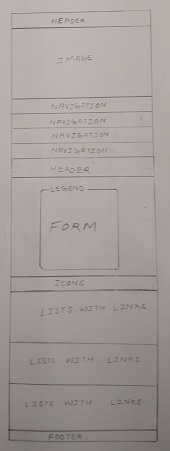 HEADER
IMAGE
NAVIGATION
NAVIGATION
NAVIGATION
NAVIGATION
HEADER
LEGEND
FORM
ICONS
LISTS WITH LINKS
LISTS WITH LINKS
LISTS WITH LINKS
FOOTER